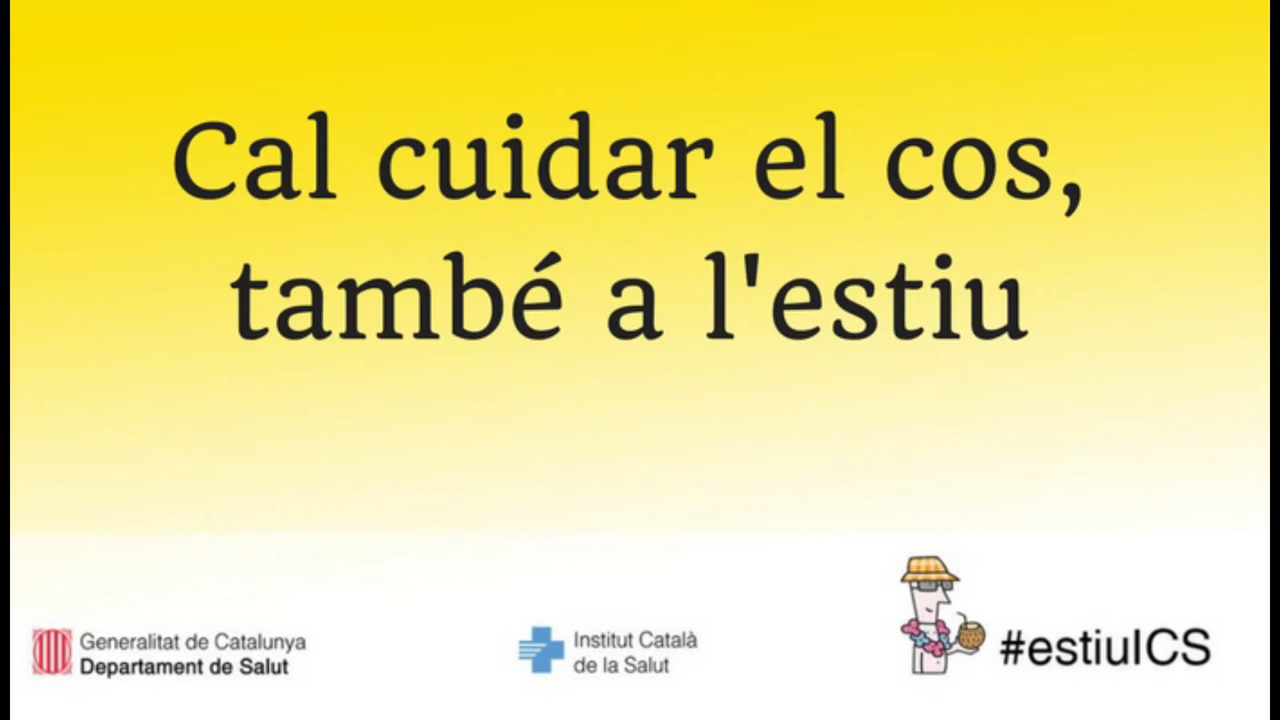 Cal cuidar el cos,
també a l'estiu
Generalitat de Catalunya
Departament de Salut
Institut Català
de la Salut
#estiuICS